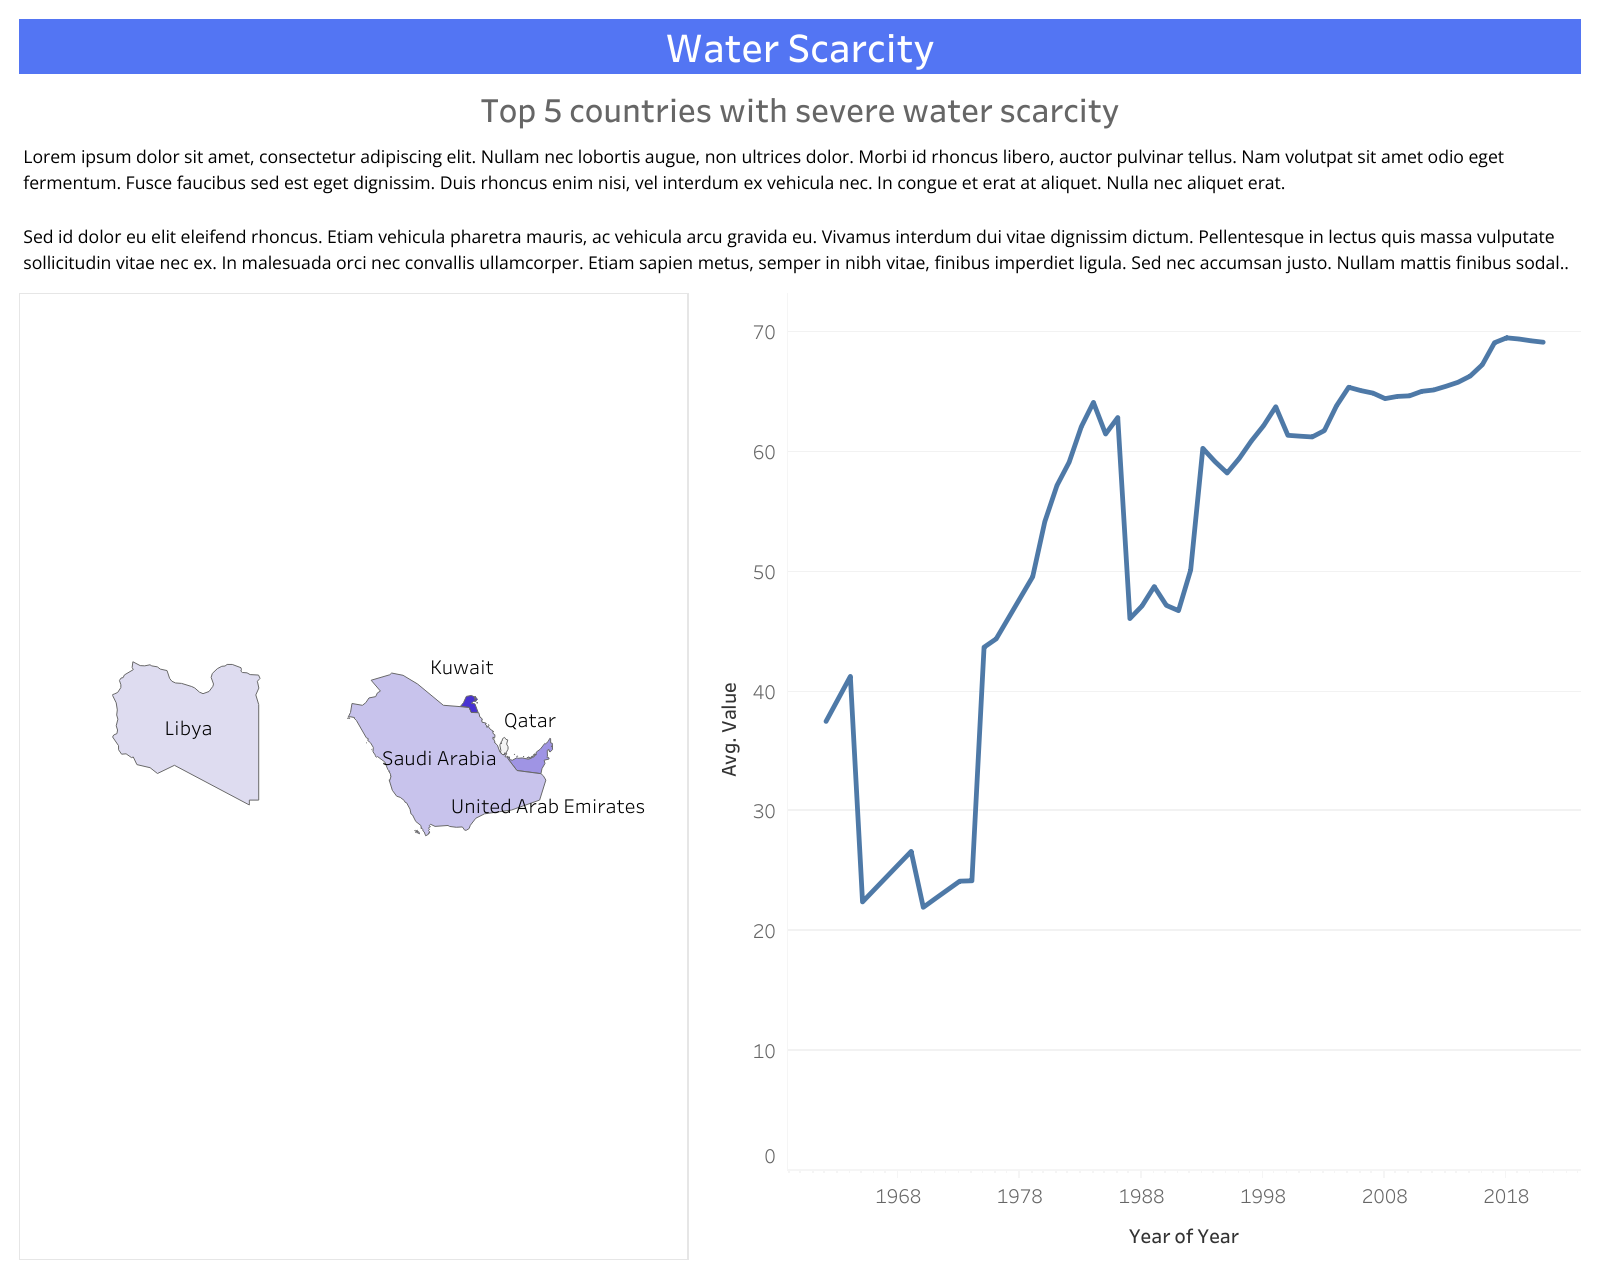 Water Scarcity
Top 5 countries with severe water scarcity
Lorem ipsum dolor sit amet, consectetur adipiscing elit. Nullam nec lobortis augue, non ultrices dolor. Morbi id rhoncus libero, auctor pulvinar tellus. Nam volutpat sit amet odio eget
fermentum. Fusce faucibus sed est eget dignissim. Duis rhoncus enim nisi, vel interdum ex vehicula nec. In congue et erat at aliquet. Nulla nec aliquet erat.
Sed id dolor eu elit eleifend rhoncus. Etiam vehicula pharetra mauris, ac vehicula arcu gravida eu. Vivamus interdum dui vitae dignissim dictum. Pellentesque in lectus quis massa vulputate
sollicitudin vitae nec ex. In malesuada orci nec convallis ullamcorper. Etiam sapien metus, semper in nibh vitae, finibus imperdiet ligula. Sed nec accumsan justo. Nullam mattis finibus sodal..
Kuwait
Qatar
Libya
Saudi Arabia
United Arab Emirates
Avg. Value
70
60
50
40
30
20
10
0
1968
1978
1988
1998
2008
2018
Year of Year